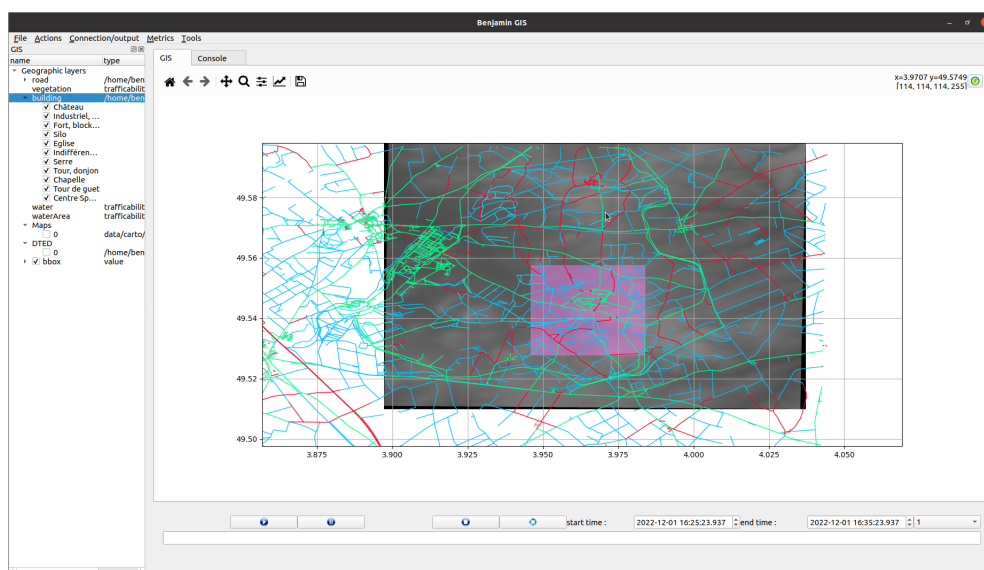 Benjamin GIS
File Actions Connection/output Metrics Tools
GIS
name type
Geographic layers
road /home/ben
vegetation trafficabilit
building /home/ben
Château
Industriel, ...
Fort, block...
Silo
Eglise
Indifféren...
Serre
Tour, donjon
Chapelle
Tour de guet
Centre Sp...
water trafficabilit
waterArea trafficabilit
Maps
0 data/carto/
DTED
0 /home/ben
bbox value
GIS Console
x=3.9707 y=49.5749
[114, 114, 114, 255]
49.58
49.56
49.54
49.52
49.50
3.875 3.900 3.925 3.950 3.975 4.000 4.025 4.050
start time : 2022-12-01 16:25:23.937 end time : 2022-12-01 16:35:23.937 1